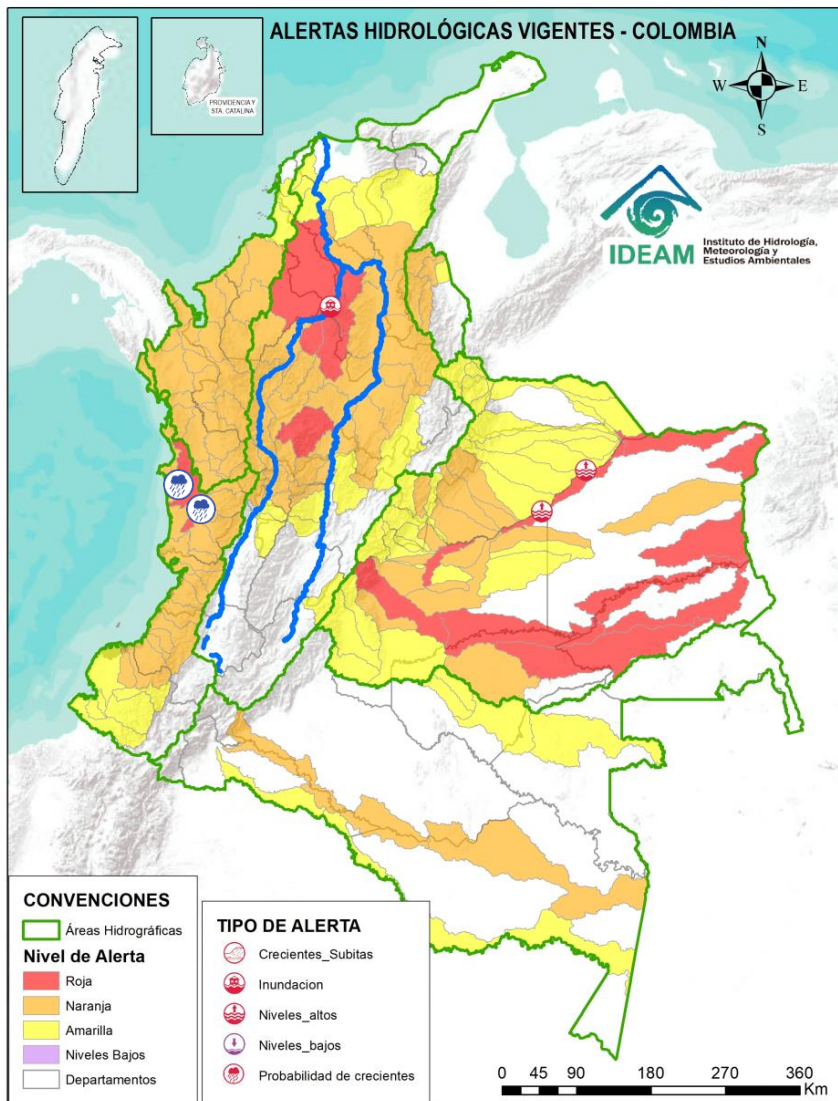 ALERTAS HIDROLÓGICAS VIGENTES - COLOMBIA
PROVIDENCIA Y
STA. CATALINA
N
W
E
S
IDEAM
Instituto de Hidrología,
Meteorología y
Estudios Ambientales
CONVENCIONES
Áreas Hidrográficas
Nivel de Alerta
Roja
Naranja
Amarilla
Niveles Bajos
Departamentos
TIPO DE ALERTA
Crecientes_Subitas
Inundacion
Niveles_altos
Niveles_bajos
Probabilidad de crecientes
0 45 90 180 270 360
Km